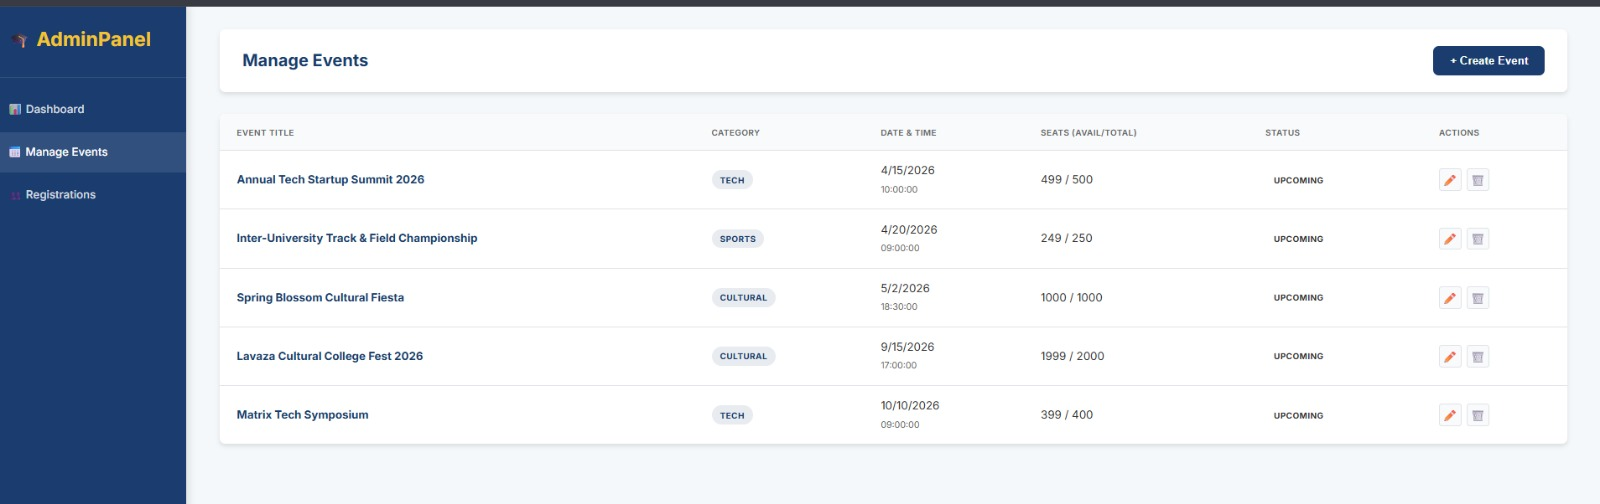 AdminPanel
Dashboard
Manage Events
Registrations
Manage Events
+ Create Event
EVENT TITLE CATEGORY DATE & TIME SEATS (AVAIL/TOTAL) STATUS ACTIONS
Annual Tech Startup Summit 2026 TECH 4/15/2026 499 / 500 UPCOMING
10:00:00
Inter-University Track & Field Championship SPORTS 4/20/2026 249 / 250 UPCOMING
09:00:00
Spring Blossom Cultural Fiesta CULTURAL 5/2/2026 1000 / 1000 UPCOMING
18:30:00
Lavaza Cultural College Fest 2026 CULTURAL 9/15/2026 1999 / 2000 UPCOMING
17:00:00
Matrix Tech Symposium TECH 10/10/2026 399 / 400 UPCOMING
09:00:00